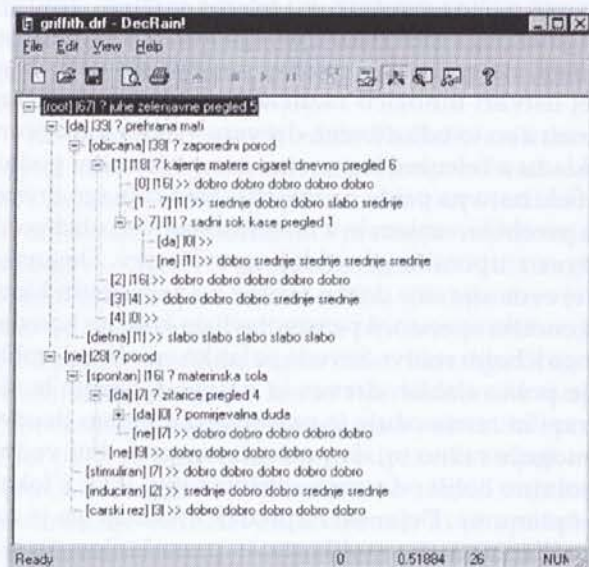 griffith.drf - DecRain!
File Edit View Help
[root] [67] ? juhe zelenjavne pregled 5
[da] [39] ? prehrana mati
[obicajna] [38] ? zaporedni porod
[1] [18] ? kajenje matere cigaret dnevno pregled 6
[0] [16] >> dobro dobro dobro dobro dobro
[1 .. 7] [1] >> srednje dobro dobro slabo srednje
[> 7] [1] ? sadni sok kase pregled 1
[da] [0] >>
[ne] [1] >> dobro srednje srednje srednje srednje
[2] [16] >> dobro dobro dobro dobro dobro
[3] [4] >> dobro dobro dobro srednje srednje
[4] [0] >>
[dietna] [1] >> slabo slabo slabo slabo slabo
[ne] [28] ? porod
[spontan] [16] ? materinska sola
[da] [7] ? zitarice pregled 4
[da] [0] ? pomirjevalna duda
[ne] [7] >> dobro dobro dobro dobro dobro
[ne] [9] >> dobro dobro dobro dobro dobro
[stimuliran] [7] >> dobro dobro dobro dobro dobro
[induciran] [2] >> srednje dobro dobro srednje srednje
[carski rez] [3] >> dobro dobro dobro dobro dobro
Ready 0 0.51884 26 NUM